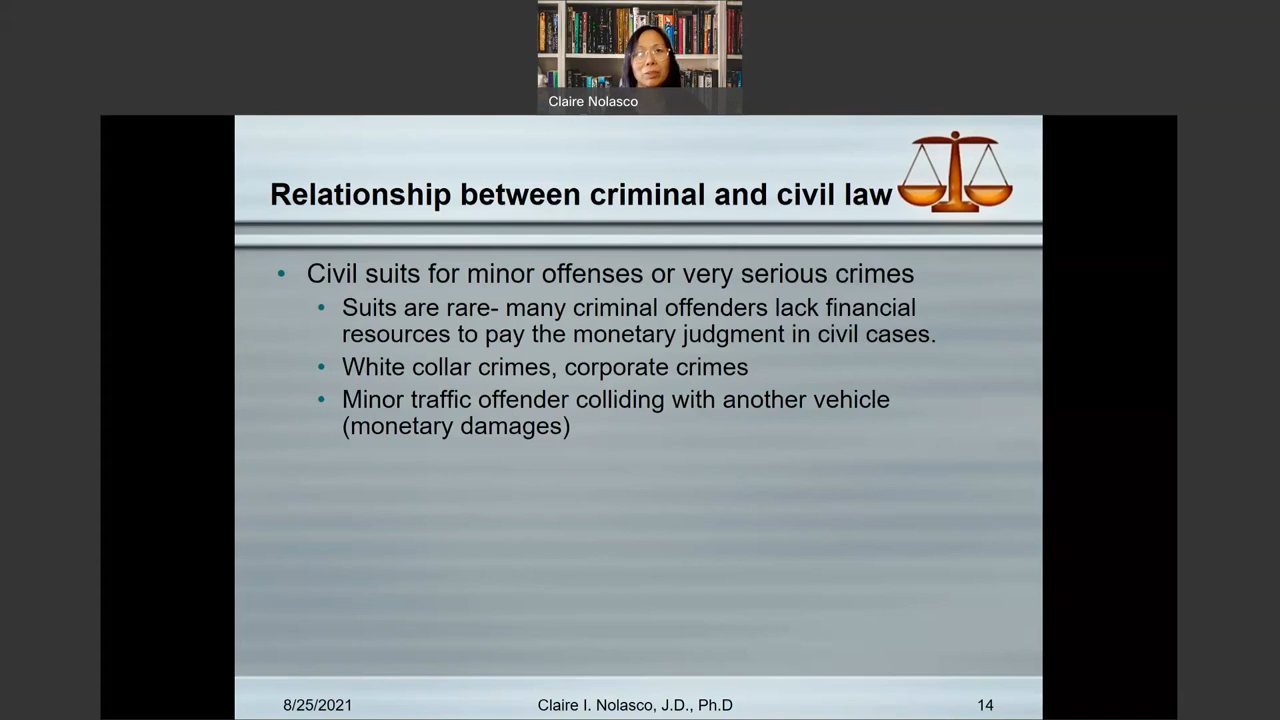 Claire Nolasco
Relationship between criminal and civil law
• Civil suits for minor offenses or very serious crimes
• Suits are rare- many criminal offenders lack financial
resources to pay the monetary judgment in civil cases.
• White collar crimes, corporate crimes
• Minor traffic offender colliding with another vehicle
(monetary damages)
8/25/2021
Claire I. Nolasco, J.D., Ph.D
14